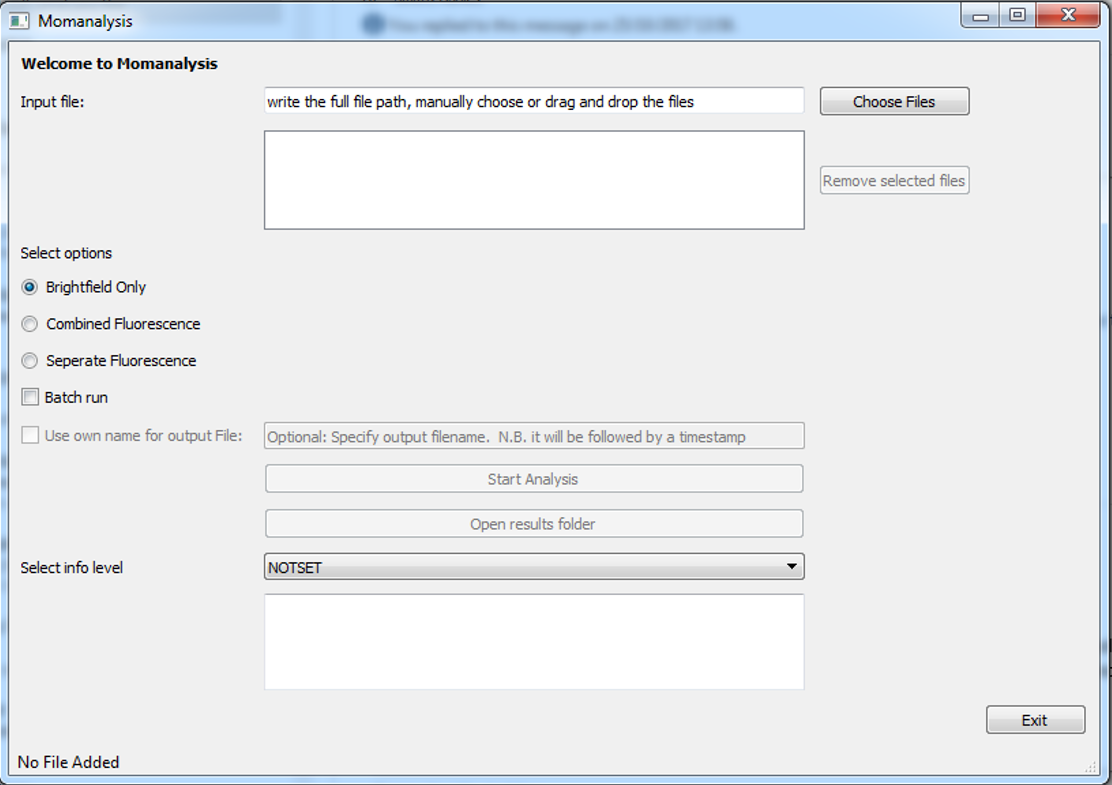 Momanalysis
Welcome to Momanalysis
Input file:
write the full file path, manually choose or drag and drop the files
Choose Files
Remove selected files
Select options
Brightfield Only
Combined Fluorescence
Seperate Fluorescence
Batch run
Use own name for output File:
Optional: Specify output filename.  N.B. it will be followed by a timestamp
Start Analysis
Open results folder
Select info level
NOTSET
Exit
No File Added